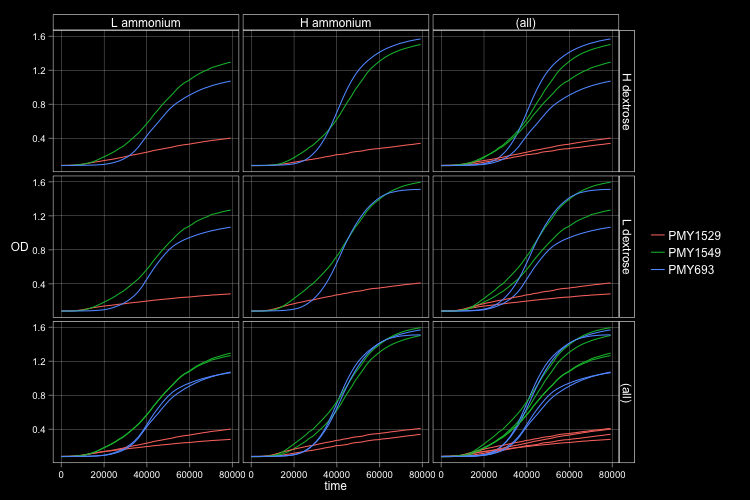 L ammonium
H ammonium
(all)
1.6
1.2
0.8
0.4
H dextrose
1.6
1.2
0.8
0.4
L dextrose
OD
PMY1529
PMY1549
PMY693
1.6
1.2
0.8
0.4
(all)
0 20000 40000 60000 80000 0 20000 40000 60000 80000 0 20000 40000 60000 80000
time